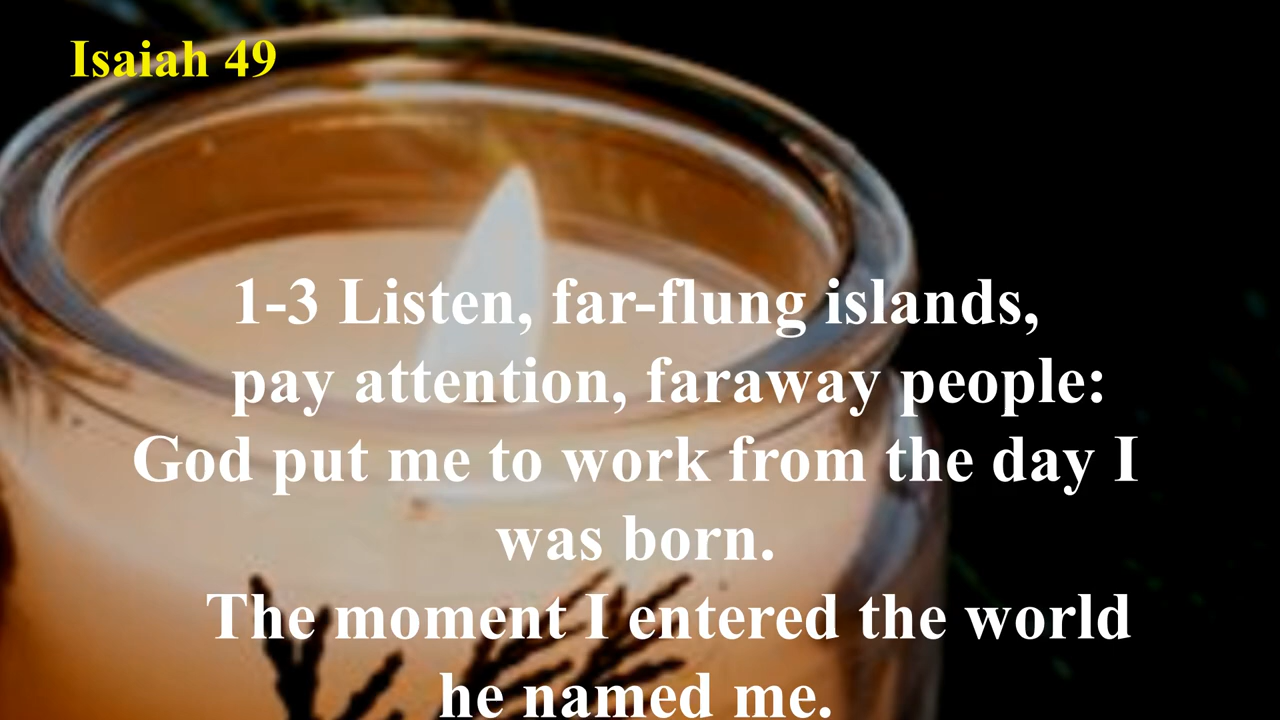 Isaiah 49
1-3 Listen, far-flung islands,
pay attention, faraway people:
God put me to work from the day I
was born.
The moment I entered the world
he named me.